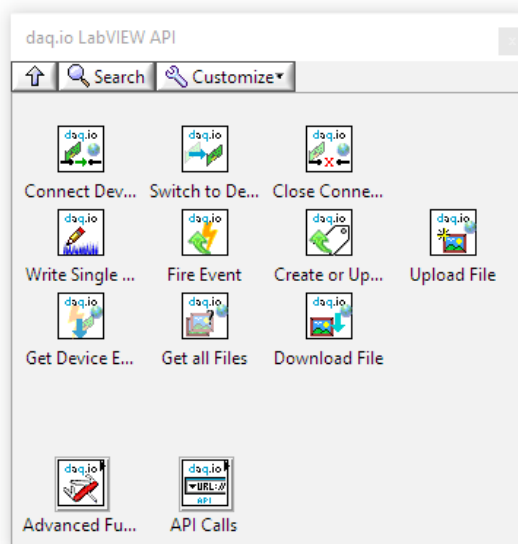 daq.io LabVIEW API
Search Customize
daq.io daq.io daq.io
Connect Dev... Switch to De... Close Conne...
daq.io daq.io daq.io daq.io
Write Single ... Fire Event Create or Up... Upload File
daq.io daq.io daq.io
Get Device E... Get all Files Download File
daq.io daq.io
URL://
API
Advanced Fu... API Calls